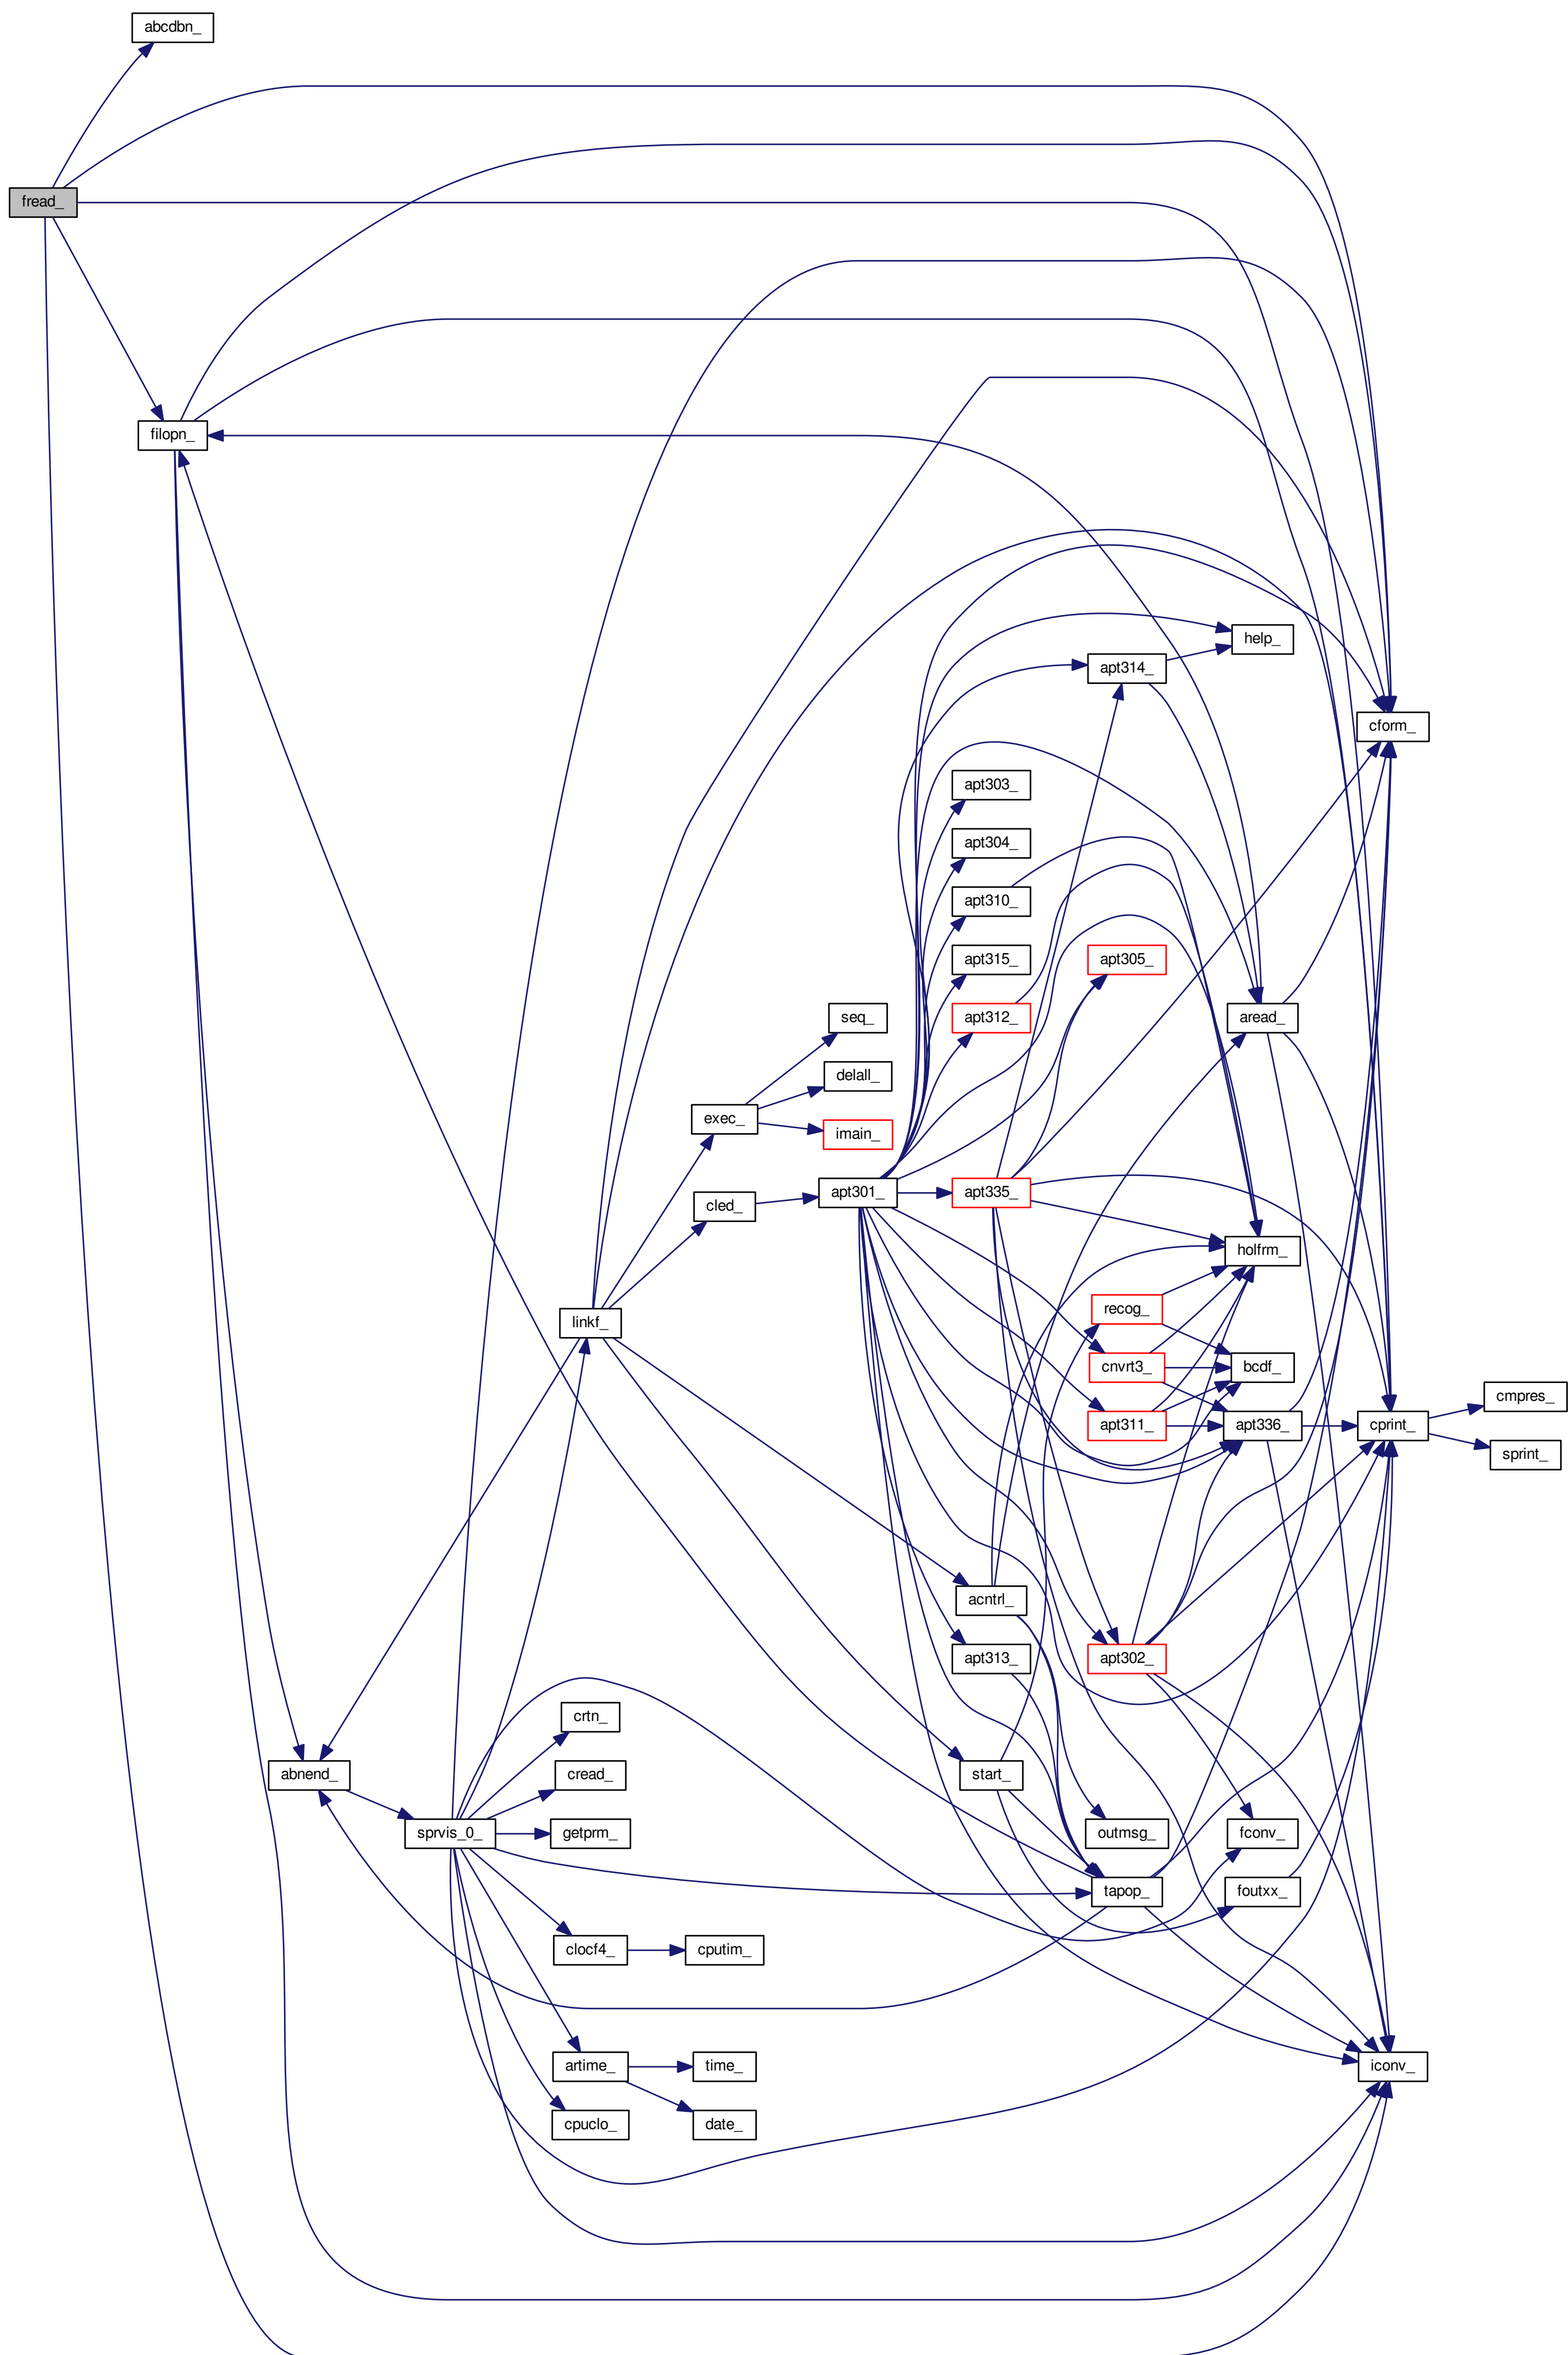 abcdbn_
fread_
filopn_
help_
apt314_
cform_
apt303_
apt304_
apt310_
apt315_
apt305_
seq_
apt312_
aread_
delall_
exec_
imain_
cled_
apt301_
apt335_
holfrm_
recog_
linkf_
cnvrt3_
bcdf_
cmpres_
apt311_
apt336_
cprint_
sprint_
acntrl_
apt313_
apt302_
crtn_
abnend_
cread_
start_
sprvis_0_
getprm_
outmsg_
fconv_
tapop_
foutxx_
clocf4_
cputim_
artime_
time_
iconv_
cpuclo_
date_